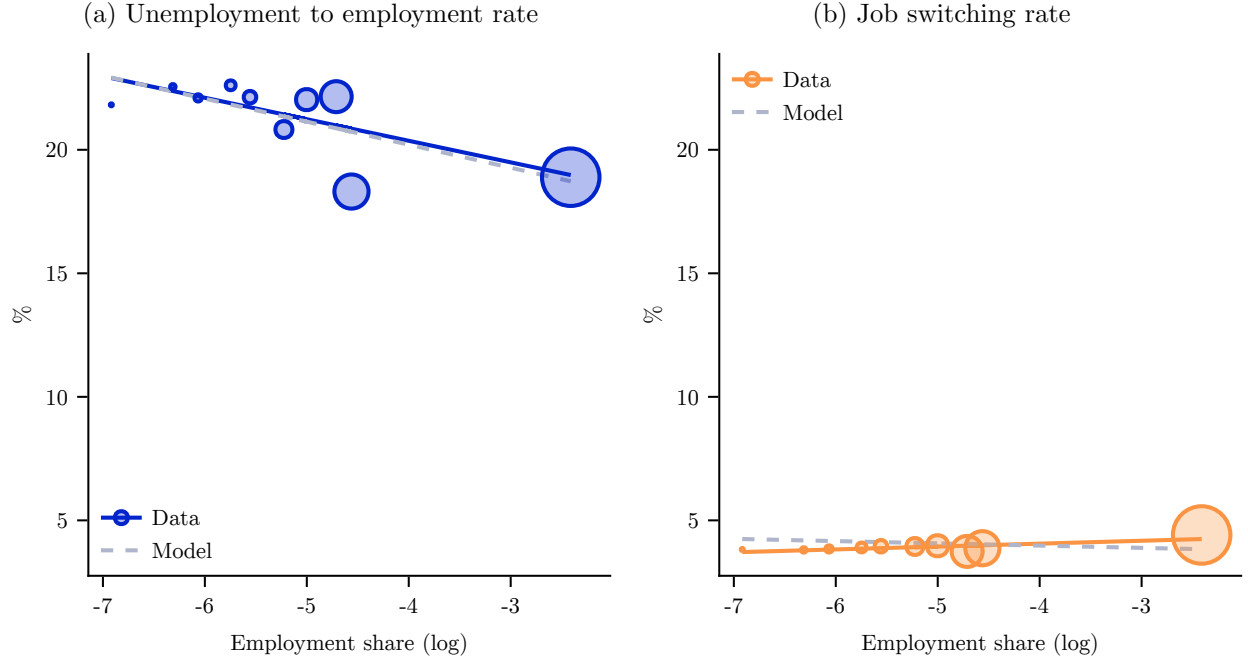 (a) Unemployment to employment rate
20
15
10
5
%
Data
Model
-7 -6 -5 -4 -3
Employment share (log)
(b) Job switching rate
Data
Model
20
15
10
5
%
-7 -6 -5 -4 -3
Employment share (log)